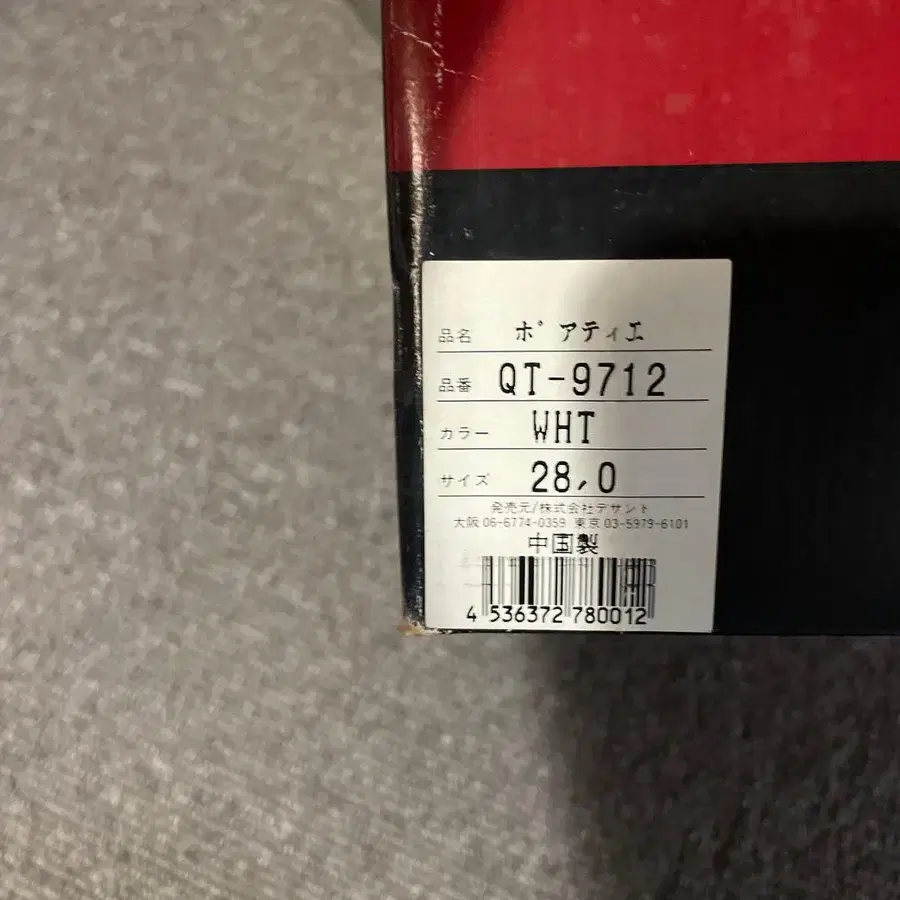 品名 ボアティエ
品番 QT-9712
カラー WHT
サイズ 28.0
発売元/株式会社デサント
大阪 06-6774-0359 東京 03-5979-6101
中国製
4 536372 780012